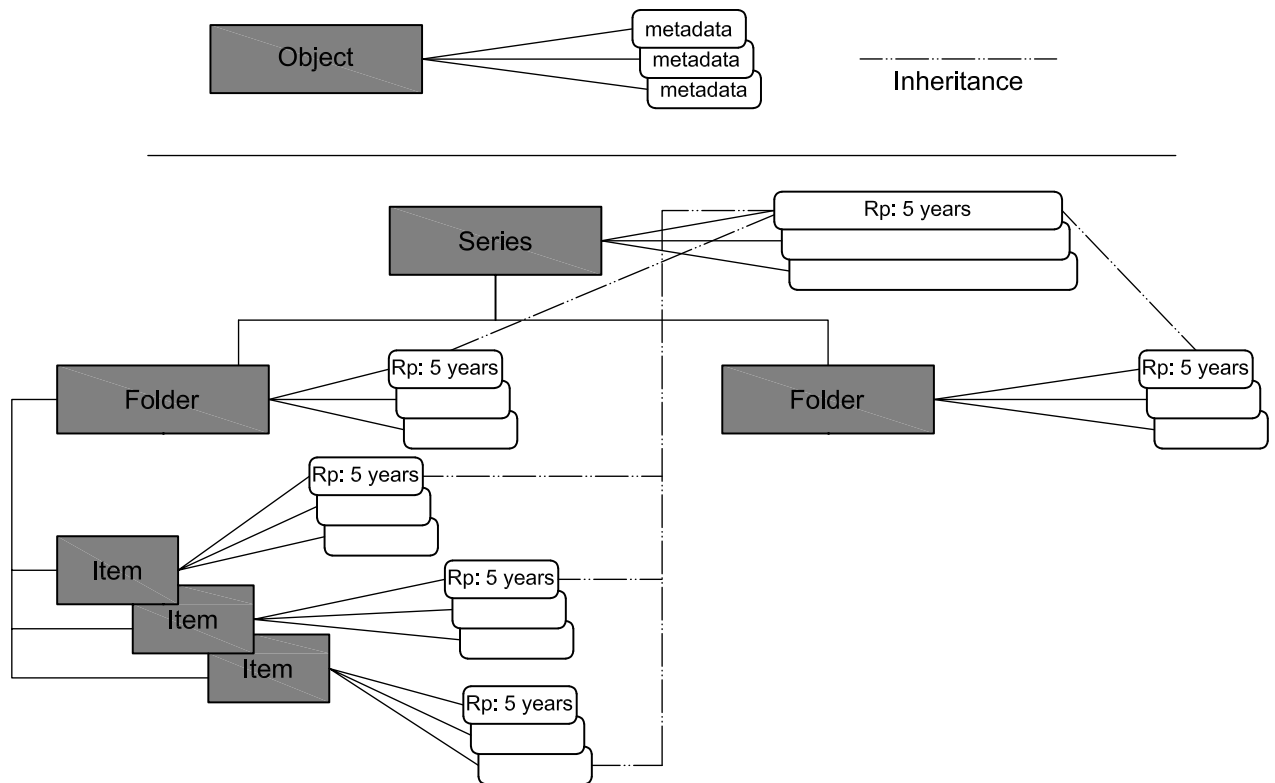 Object
metadata
metadata
metadata
Inheritance
Series
Rp: 5 years
Folder
Rp: 5 years
Folder
Rp: 5 years
Rp: 5 years
Item
Rp: 5 years
Item
Item
Rp: 5 years